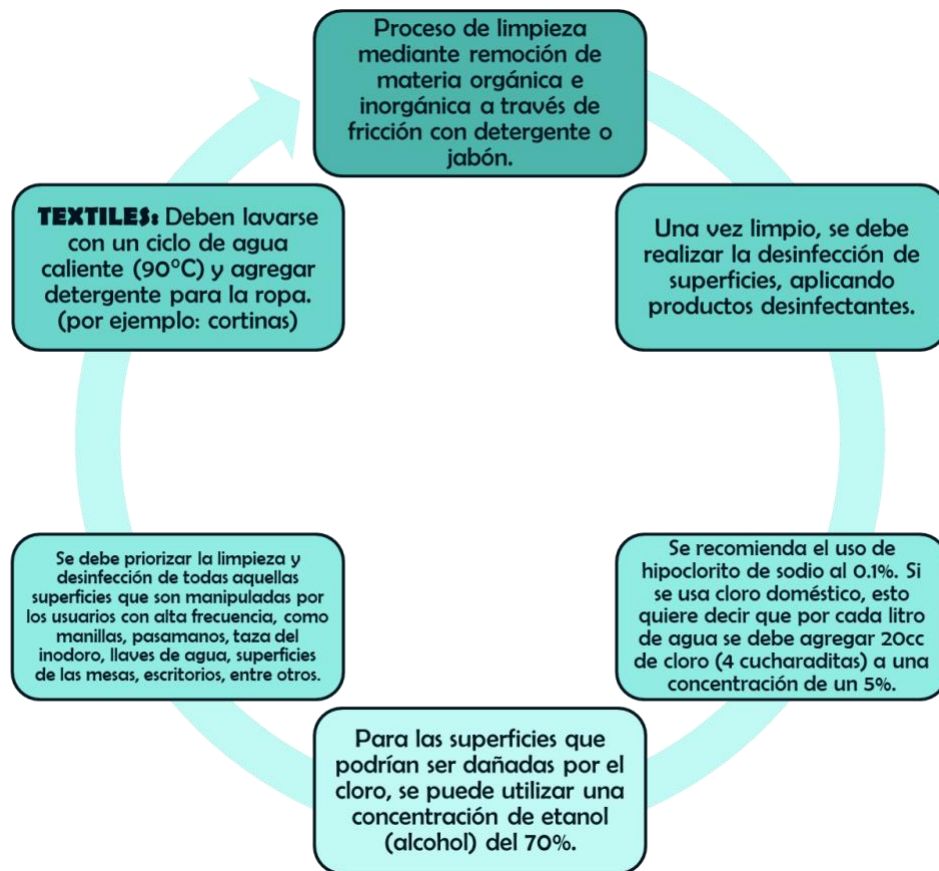 Proceso de limpieza
mediante remoción de
materia orgánica e
inorgánica a través de
fricción con detergente o
jabón.
Una vez limpio, se debe
realizar la desinfección de
superficies, aplicando
productos desinfectantes.
Se recomienda el uso de
hipoclorito de sodio al 0.1%. Si
se usa cloro doméstico, esto
quiere decir que por cada litro
de agua se debe agregar 20cc
de cloro (4 cucharaditas) a una
concentración de un 5%.
Para las superficies que
podrían ser dañadas por el
cloro, se puede utilizar una
concentración de etanol
(alcohol) del 70%.
Se debe priorizar la limpieza y
desinfección de todas aquellas
superficies que son manipuladas por
los usuarios con alta frecuencia, como
manillas, pasamanos, taza del
inodoro, llaves de agua, superficies
de las mesas, escritorios, entre otros.
TEXTILES: Deben lavarse
con un ciclo de agua
caliente (90°C) y agregar
detergente para la ropa.
(por ejemplo: cortinas)